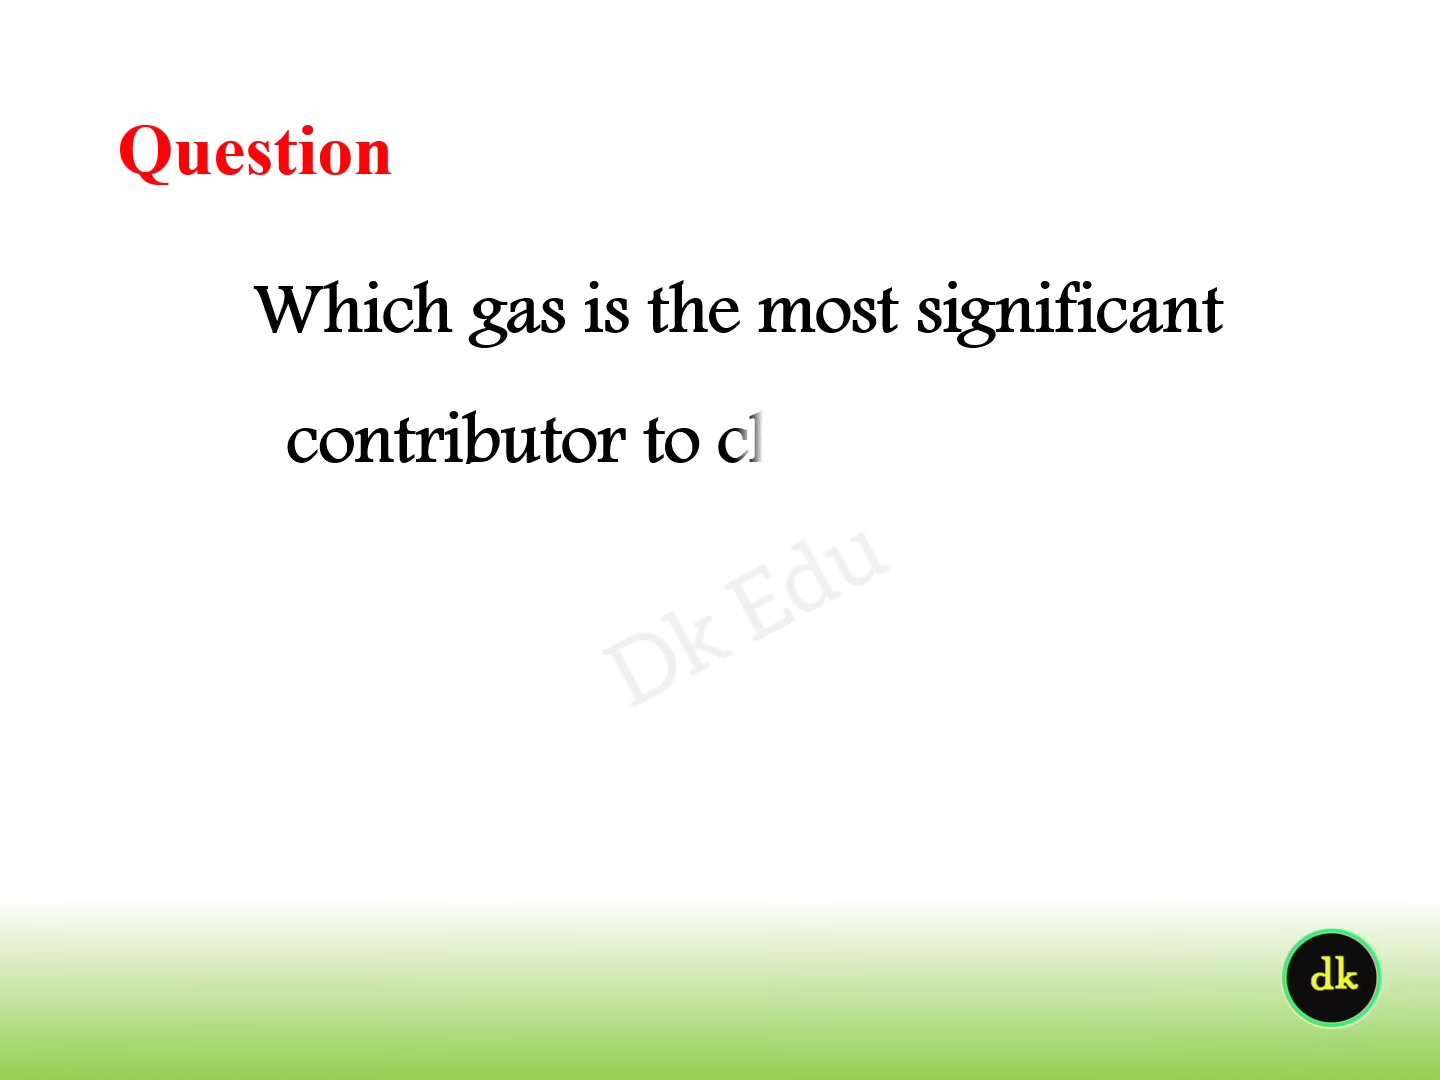 Question
Which gas is the most significant
contributor to
Dk Edu
dk